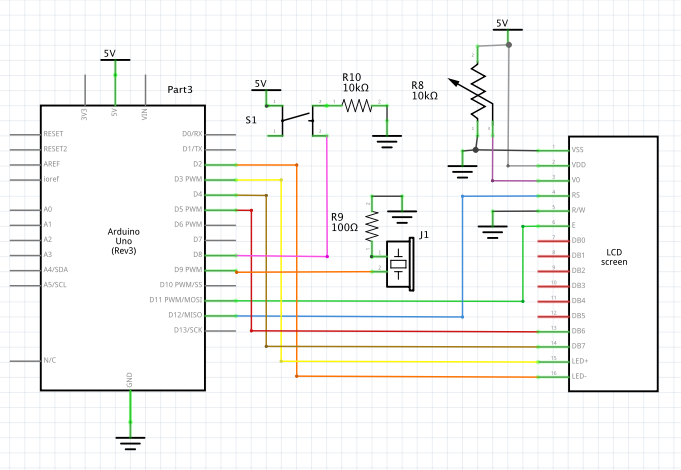 5V
5V
Part3
3V3
5V
VIN
5V
R10
10kΩ
R8
10kΩ
S1
RESET
D0/RX
RESET2
D1/TX
AREF
D2
ioref
D3 PWM
D4
A0
D5 PWM
A1
D6 PWM
A2
D7
A3
D8
A4/SDA
D9 PWM
A5/SCL
D10 PWM/SS
D11 PWM/MOSI
D12/MISO
D13/SCK
N/C
GND
Arduino
Uno
(Rev3)
R9
100Ω
J1
1 VSS
2 VDD
3 V0
4 RS
5 R/W
6 E
7 DB0
8 DB1
9 DB2
10 DB3
11 DB4
12 DB5
13 DB6
14 DB7
15 LED+
16 LED-
LCD
screen